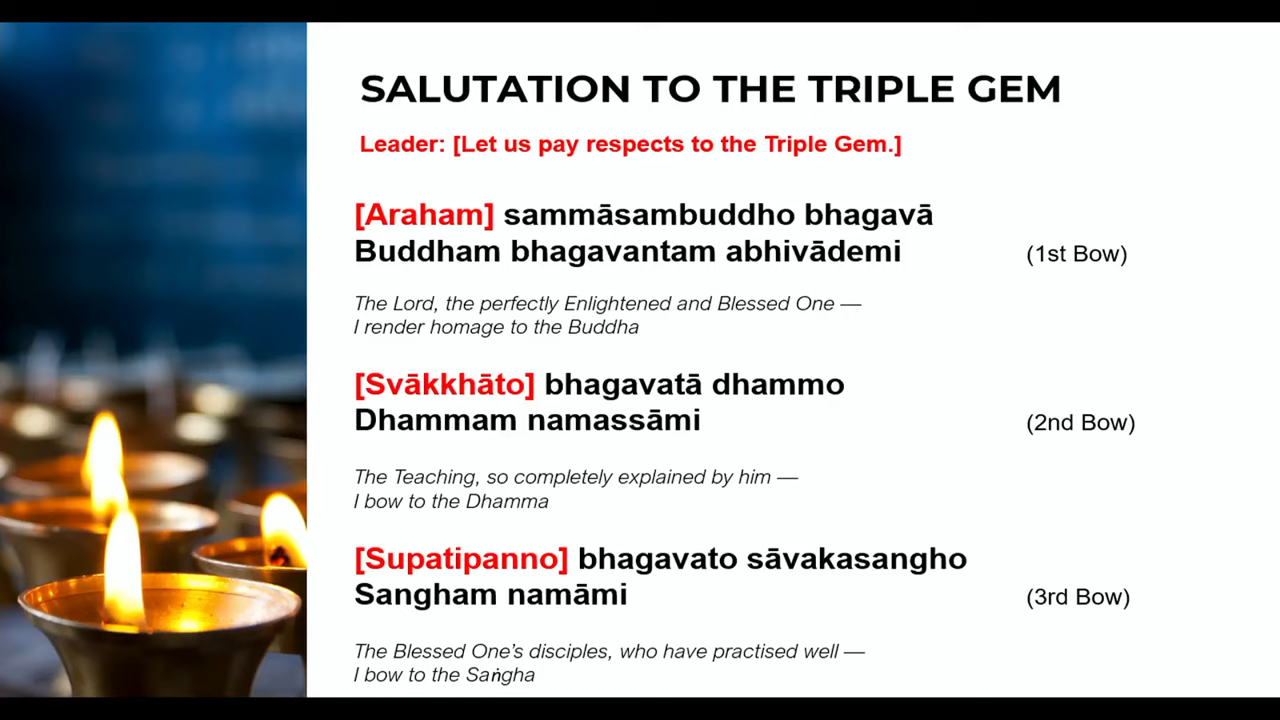 SALUTATION TO THE TRIPLE GEM
Leader: [Let us pay respects to the Triple Gem.]
[Araham] sammāsambuddho bhagavā
Buddham bhagavantam abhivādemi (1st Bow)
The Lord, the perfectly Enlightened and Blessed One —
I render homage to the Buddha
[Svākkhāto] bhagavatā dhammo
Dhammam namassāmi (2nd Bow)
The Teaching, so completely explained by him —
I bow to the Dhamma
[Supatipanno] bhagavato sāvakasangho
Sangham namāmi (3rd Bow)
The Blessed One’s disciples, who have practised well —
I bow to the Saṅgha